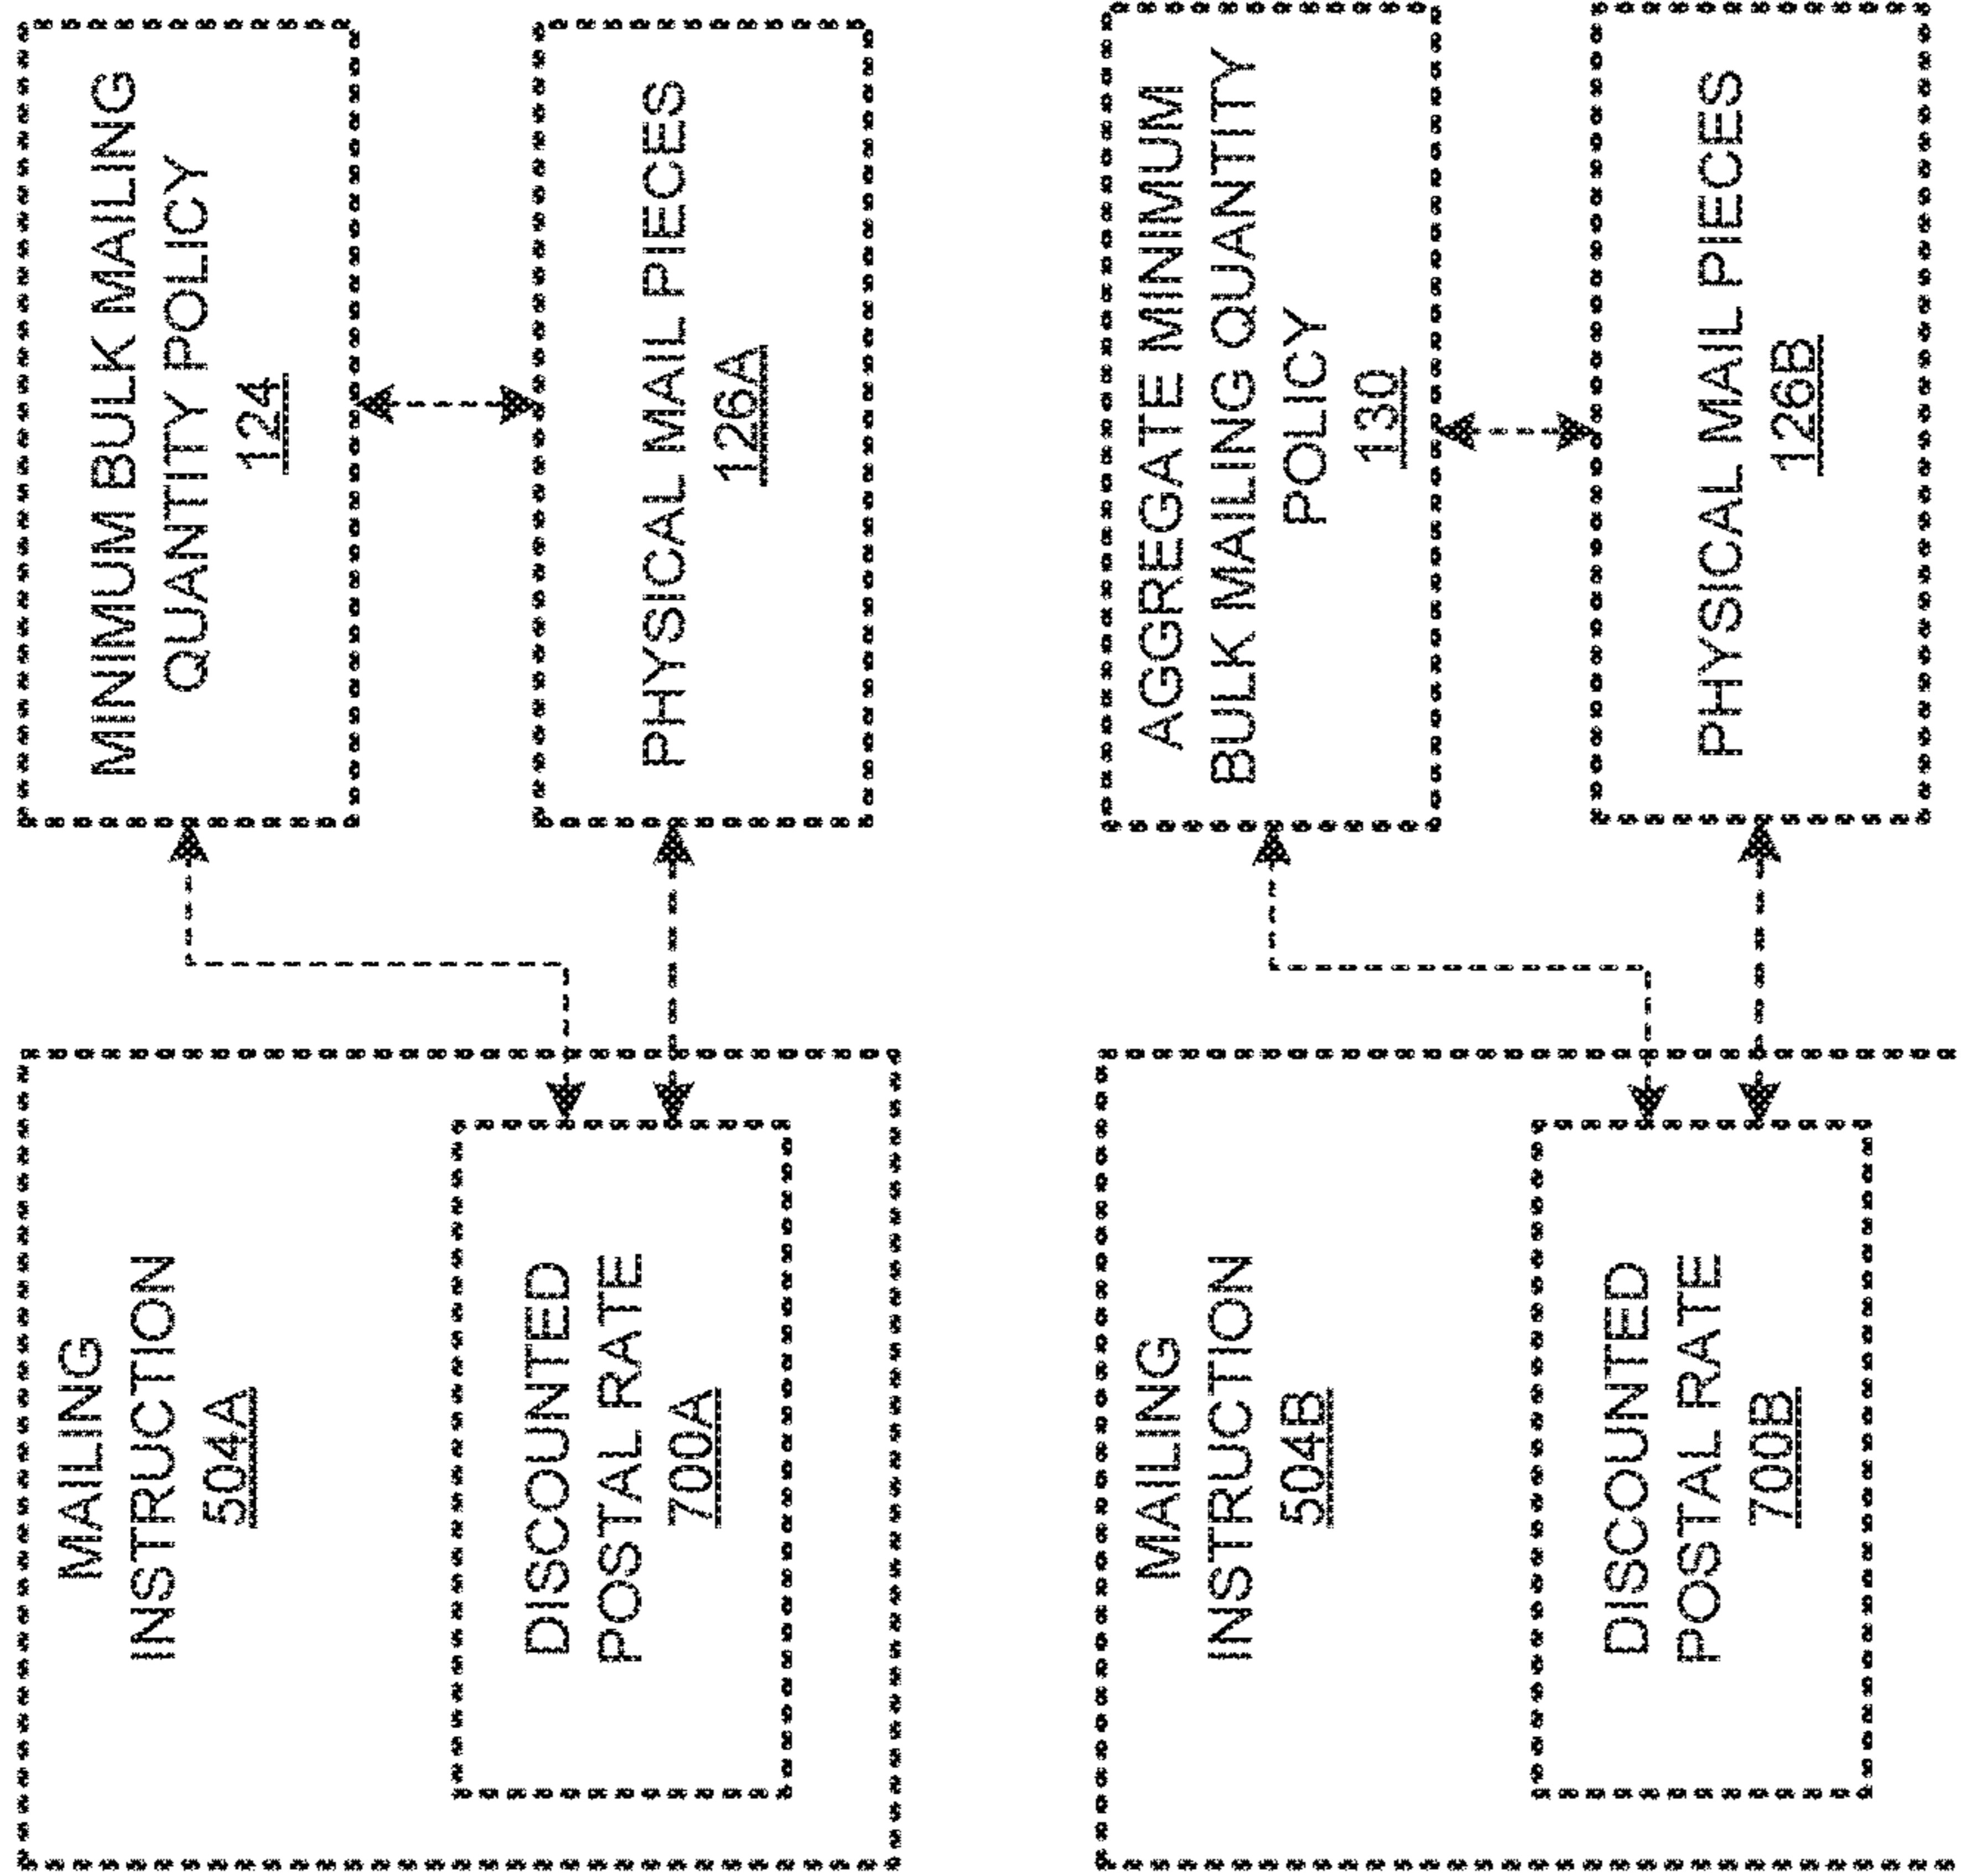 MAILING
INSTRUCTION
504A
DISCOUNTED
POSTAL RATE
700A
MINIMUM BULK MAILING
QUANTITY POLICY
124
PHYSICAL MAIL PIECES
126A
MAILING
INSTRUCTION
504B
DISCOUNTED
POSTAL RATE
700B
AGGREGATE MINIMUM
BULK MAILING QUANTITY
POLICY
130
PHYSICAL MAIL PIECES
126B